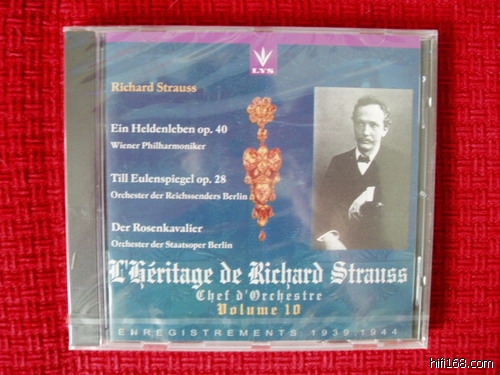 LYS
Richard Strauss
Ein Heldenleben op. 40
Wiener Philharmoniker
Till Eulenspiegel op. 28
Orchester der Reichssenders Berlin
Der Rosenkavalier
Orchester der Staatsoper Berlin
L'Héritage de Richard Strauss
Chef d'Orchestre
Volume 10
ENREGISTREMENTS 1939-1944
hifi168.com